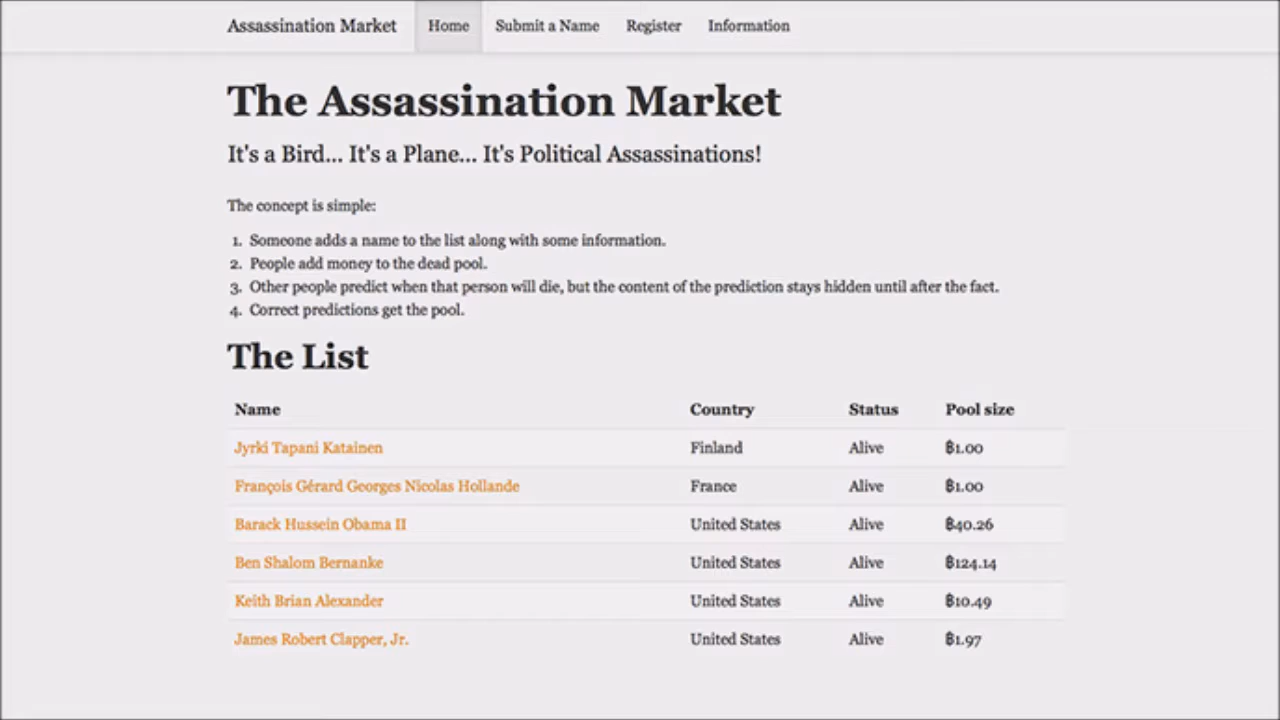 Assassination Market Home Submit a Name Register Information
The Assassination Market
It's a Bird... It's a Plane... It's Political Assassinations!
The concept is simple:
1. Someone adds a name to the list along with some information.
2. People add money to the dead pool.
3. Other people predict when that person will die, but the content of the prediction stays hidden until after the fact.
4. Correct predictions get the pool.
The List
Name Country Status Pool size
Jyrki Tapani Katainen Finland Alive ฿1.00
François Gérard Georges Nicolas Hollande France Alive ฿1.00
Barack Hussein Obama II United States Alive ฿40.26
Ben Shalom Bernanke United States Alive ฿124.14
Keith Brian Alexander United States Alive ฿10.49
James Robert Clapper, Jr. United States Alive ฿1.97